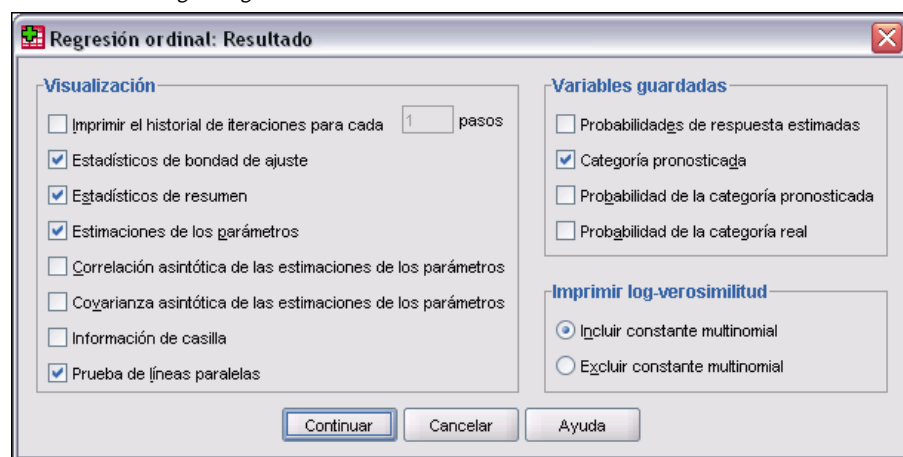 Regresión ordinal: Resultado
Visualización
Imprimir el historial de iteraciones para cada 1 pasos
Estadísticos de bondad de ajuste
Estadísticos de resumen
Estimaciones de los parámetros
Correlación asintótica de las estimaciones de los parámetros
Covarianza asintótica de las estimaciones de los parámetros
Información de casilla
Prueba de líneas paralelas
Variables guardadas
Probabilidades de respuesta estimadas
Categoría pronosticada
Probabilidad de la categoría pronosticada
Probabilidad de la categoría real
Imprimir log-verosimilitud
Incluir constante multinomial
Excluir constante multinomial
Continuar Cancelar Ayuda